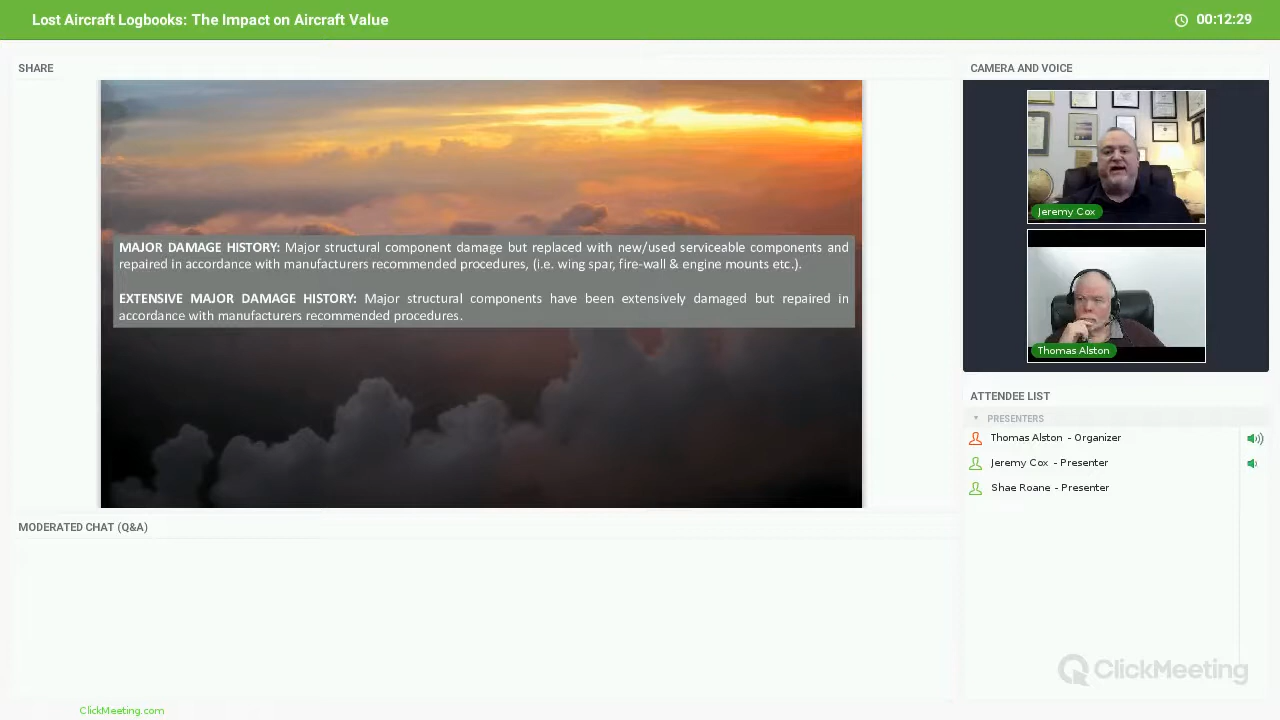 Lost Aircraft Logbooks: The Impact on Aircraft Value
00:12:29
SHARE
CAMERA AND VOICE
MAJOR DAMAGE HISTORY: Major structural component damage but replaced with new/used serviceable components and
repaired in accordance with manufacturers recommended procedures, (i.e. wing spar, fire-wall & engine mounts etc.).
EXTENSIVE MAJOR DAMAGE HISTORY: Major structural components have been extensively damaged but repaired in
accordance with manufacturers recommended procedures.
Jeremy Cox
Thomas Alston
ATTENDEE LIST
PRESENTERS
Thomas Alston - Organizer
Jeremy Cox - Presenter
Shae Roane - Presenter
MODERATED CHAT (Q&A)
ClickMeeting
ClickMeeting.com